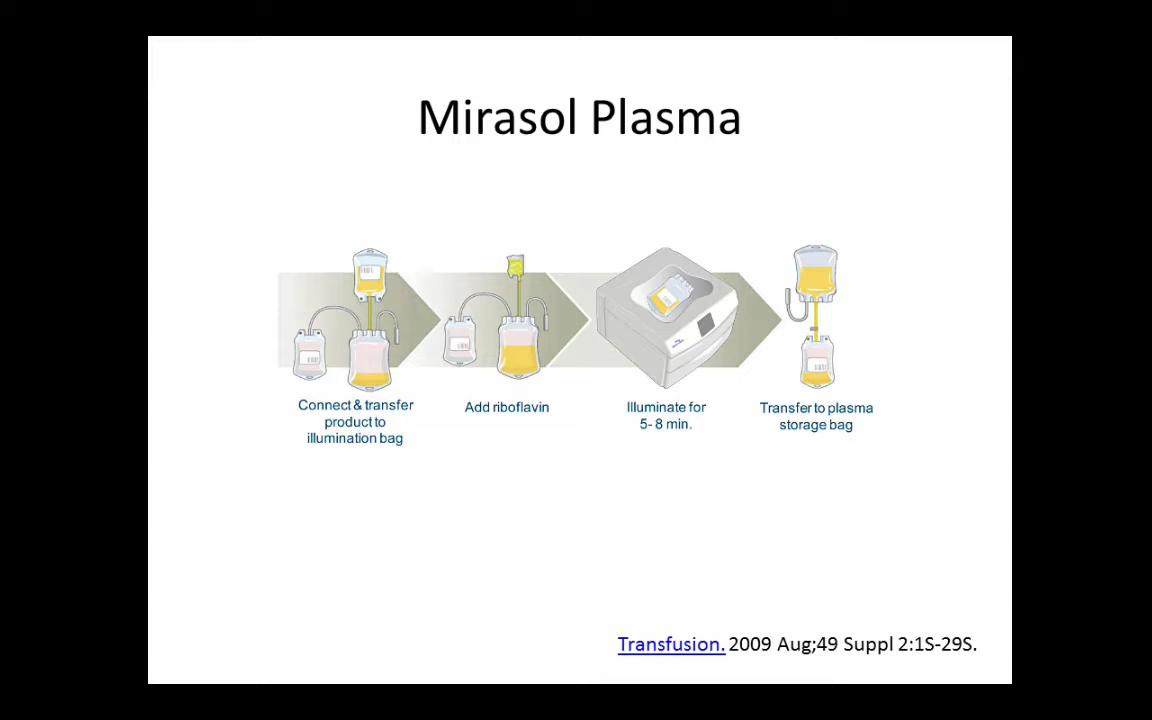 Mirasol Plasma
Connect & transfer
product to
illumination bag
Add riboflavin
Illuminate for
5- 8 min.
Transfer to plasma
storage bag
Transfusion. 2009 Aug;49 Suppl 2:1S-29S.